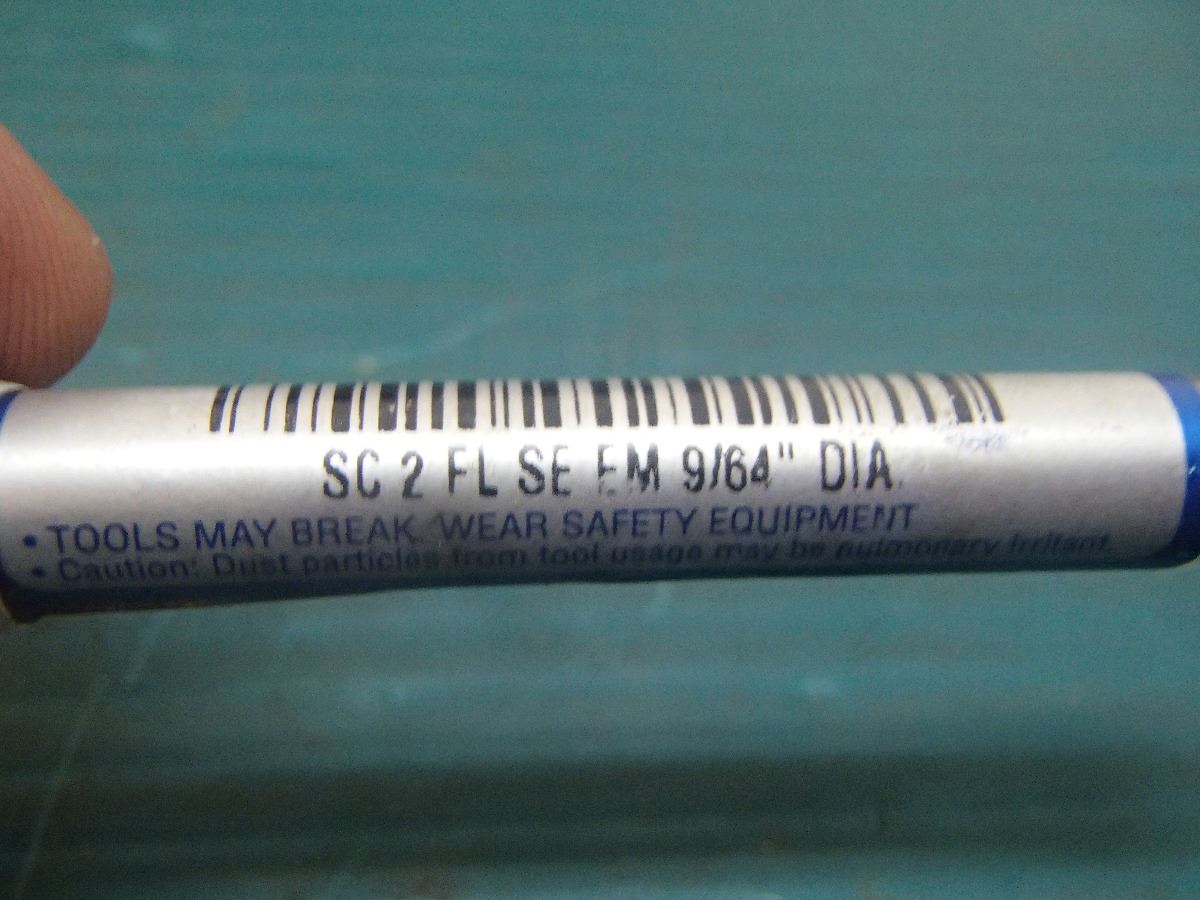 SC 2 FL SE EM 9/64" DIA.
• TOOLS MAY BREAK. WEAR SAFETY EQUIPMENT
• Caution: Dust particles from tool usage may be pulmonary irritant.